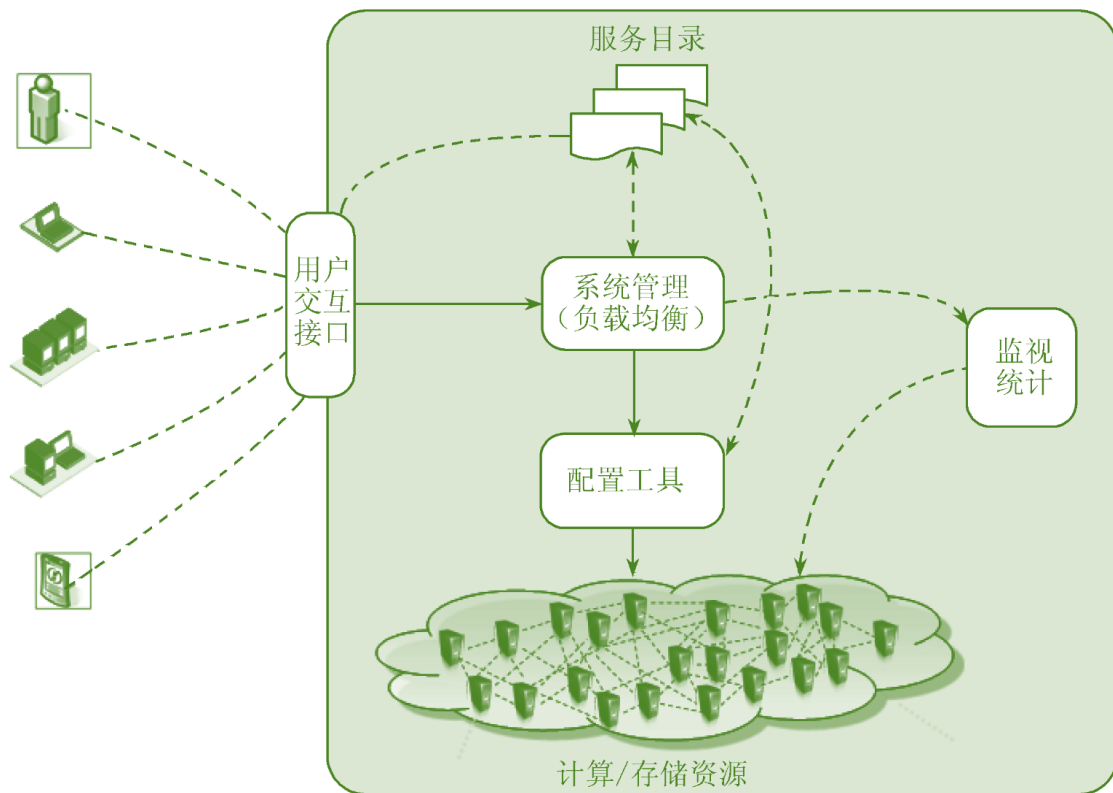 服务目录
用户
交互
接口
系统管理
（负载均衡）
监视
统计
配置工具
计算/存储资源